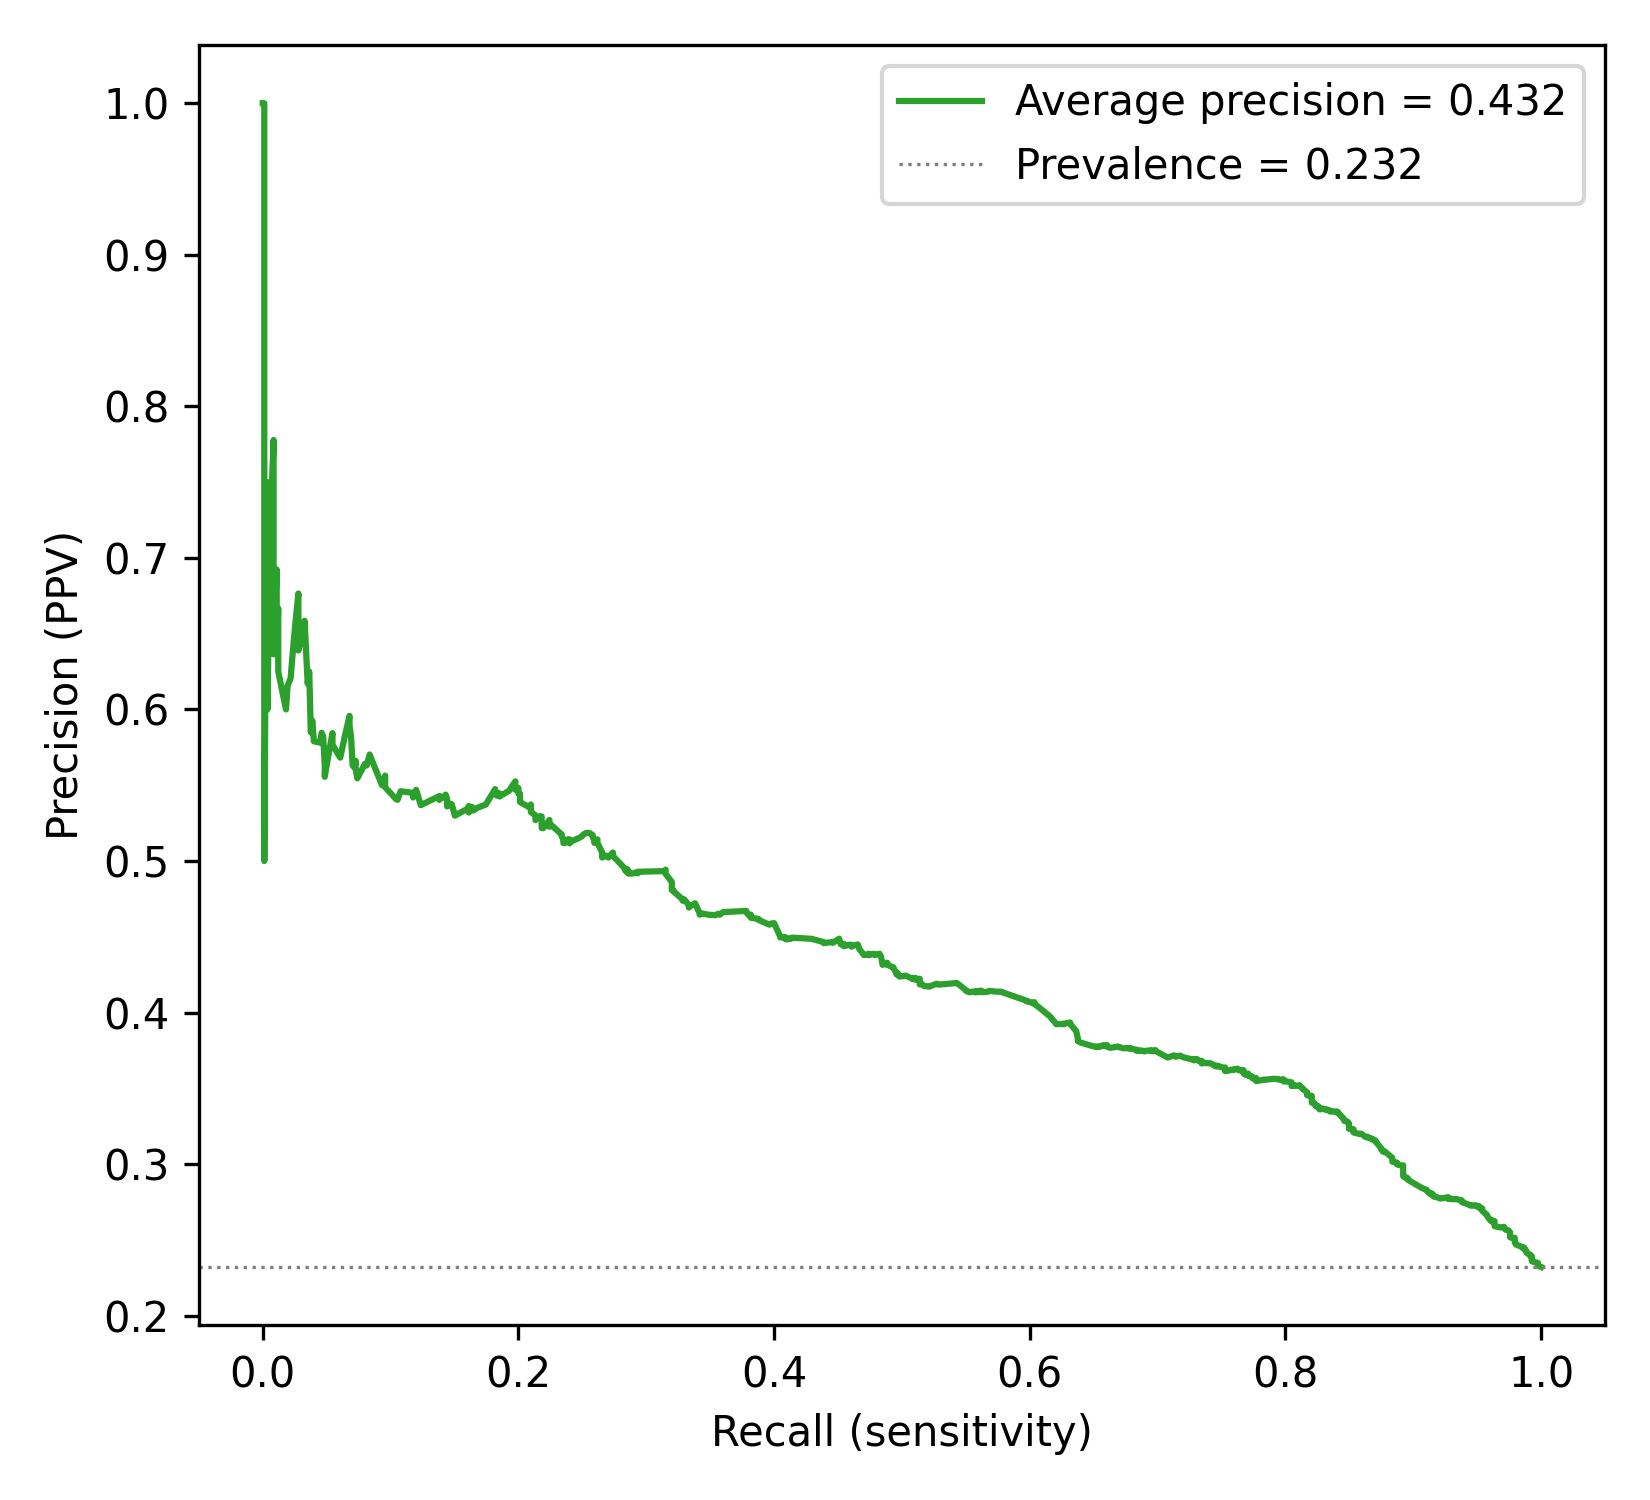 Average precision = 0.432
Prevalence = 0.232
1.0
0.9
0.8
0.7
0.6
0.5
0.4
0.3
0.2
Precision (PPV)
0.0 0.2 0.4 0.6 0.8 1.0
Recall (sensitivity)